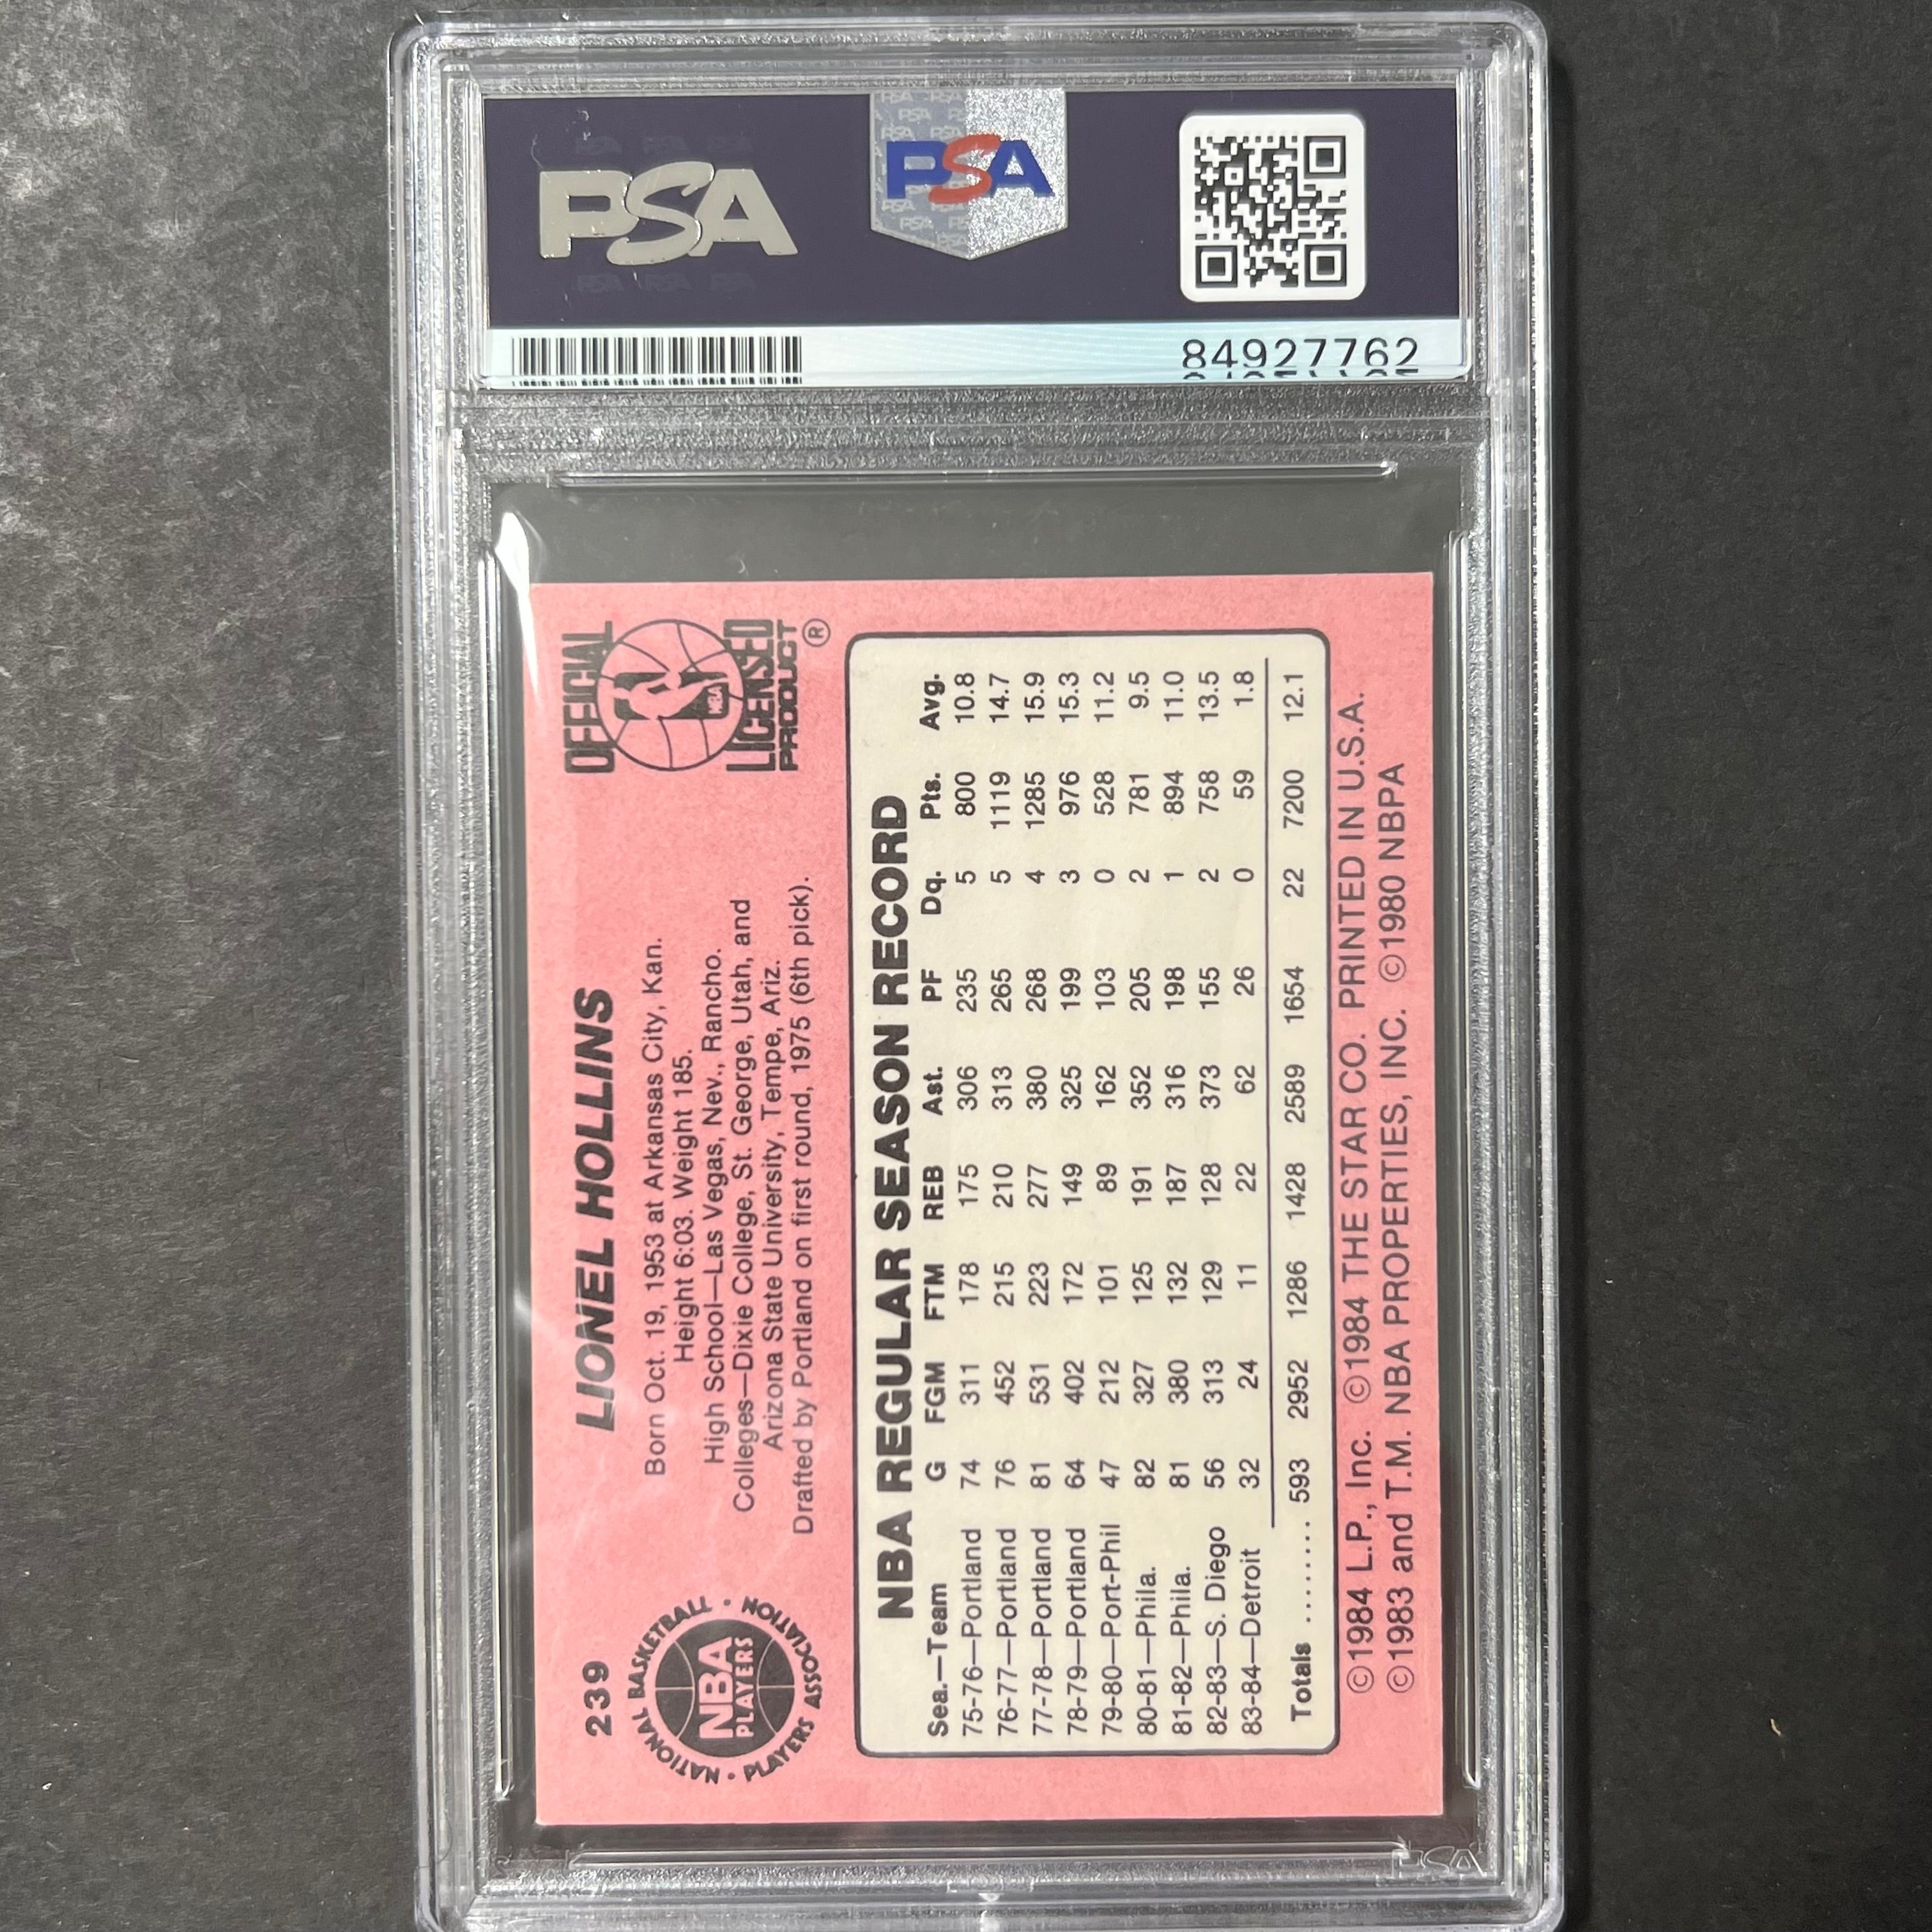 PSA
PSA
84927762
239
LIONEL HOLLINS
Born Oct. 19, 1953 at Arkansas City, Kan.
Height 6:03. Weight 185.
High School—Las Vegas, Nev., Rancho.
Colleges—Dixie College, St. George, Utah, and
Arizona State University, Tempe, Ariz.
Drafted by Portland on first round, 1975 (6th pick).
NATIONAL BASKETBALL
NBA
PLAYERS
PLAYERS ASSOCIATION
OFFICIAL
NBA
LICENSED
PRODUCT ®
NBA REGULAR SEASON RECORD
Sea.—Team G FGM FTM REB Ast. PF Dq. Pts. Avg.
75-76—Portland 74 311 178 175 306 235 5 800 10.8
76-77—Portland 76 452 215 210 313 265 5 1119 14.7
77-78—Portland 81 531 223 277 380 268 4 1285 15.9
78-79—Portland 64 402 172 149 325 199 3 976 15.3
79-80—Port-Phil 47 212 101 89 162 103 0 528 11.2
80-81—Phila. 82 327 125 191 352 205 2 781 9.5
81-82—Phila. 81 380 132 187 316 198 1 894 11.0
82-83—S. Diego 56 313 129 128 373 155 2 758 13.5
83-84—Detroit 32 24 11 22 62 26 0 59 1.8
Totals ........ 593 2952 1286 1428 2589 1654 22 7200 12.1
©1984 L.P., Inc. ©1984 THE STAR CO. PRINTED IN U.S.A.
©1983 and T.M. NBA PROPERTIES, INC. ©1980 NBPA
PSA